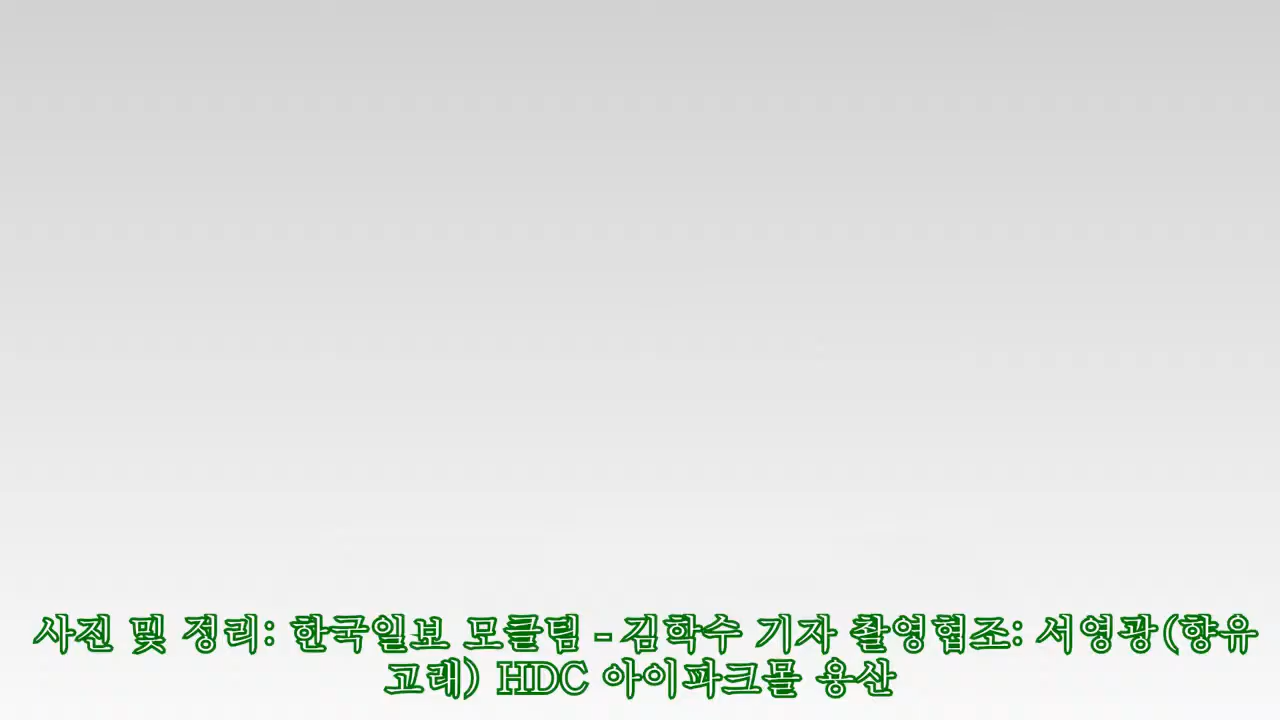 사진 및 정리: 한국일보 모클팀 - 김학수 기자 촬영협조: 서영광(향유
고래) HDC 아이파크몰 용산